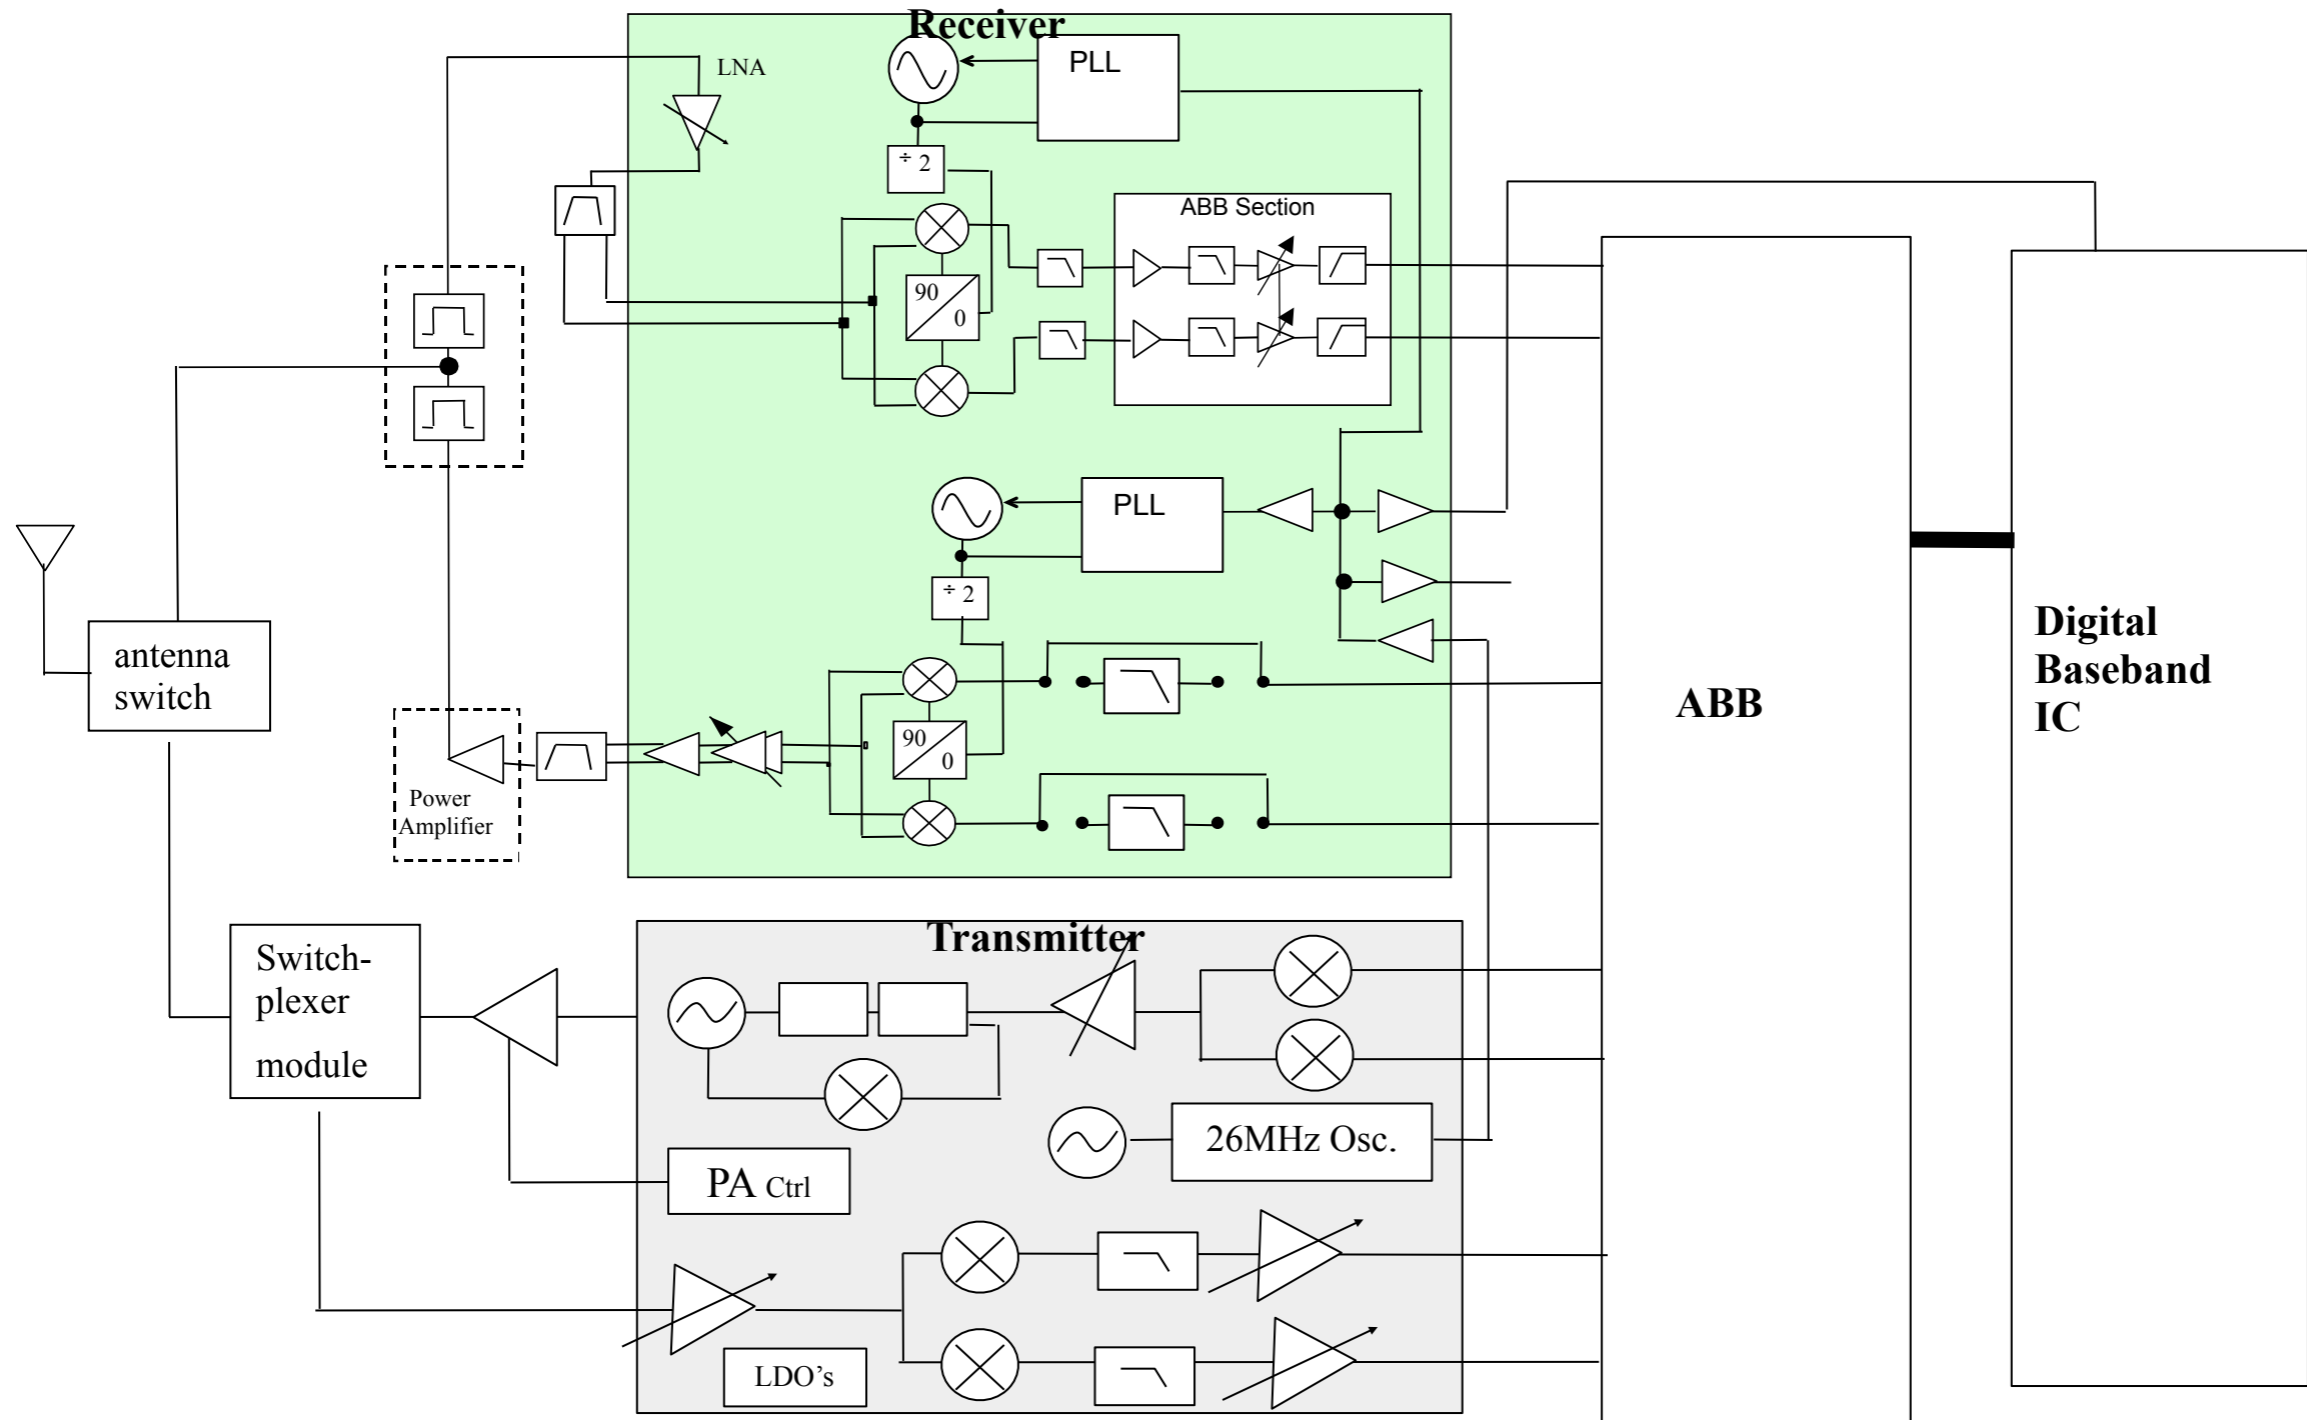 Receiver
LNA
PLL
÷ 2
ABB Section
90
0
PLL
÷ 2
antenna
switch
90
0
Power
Amplifier
ABB
Digital
Baseband
IC
Transmitter
Switch-
plexer
module
26MHz Osc.
PA Ctrl
LDO’s